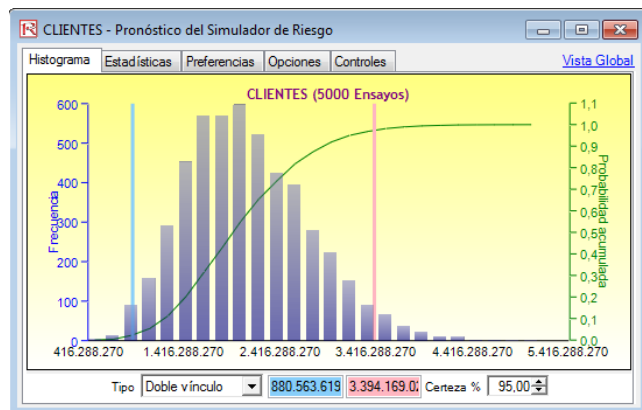 CLIENTES - Pronóstico del Simulador de Riesgo
Histograma Estadísticas Preferencias Opciones Controles Vista Global
CLIENTES (5000 Ensayos)
Frecuencia
600
500
400
300
200
100
0
1,1
1,0
0,9
0,8
0,7
0,6
0,5
0,4
0,3
0,2
0,1
0,0
Probabilidad acumulada
416.288.270 1.416.288.270 2.416.288.270 3.416.288.270 4.416.288.270 5.416.288.270
Tipo Doble vínculo 880.563.619 3.394.169.02 Certeza % 95,00